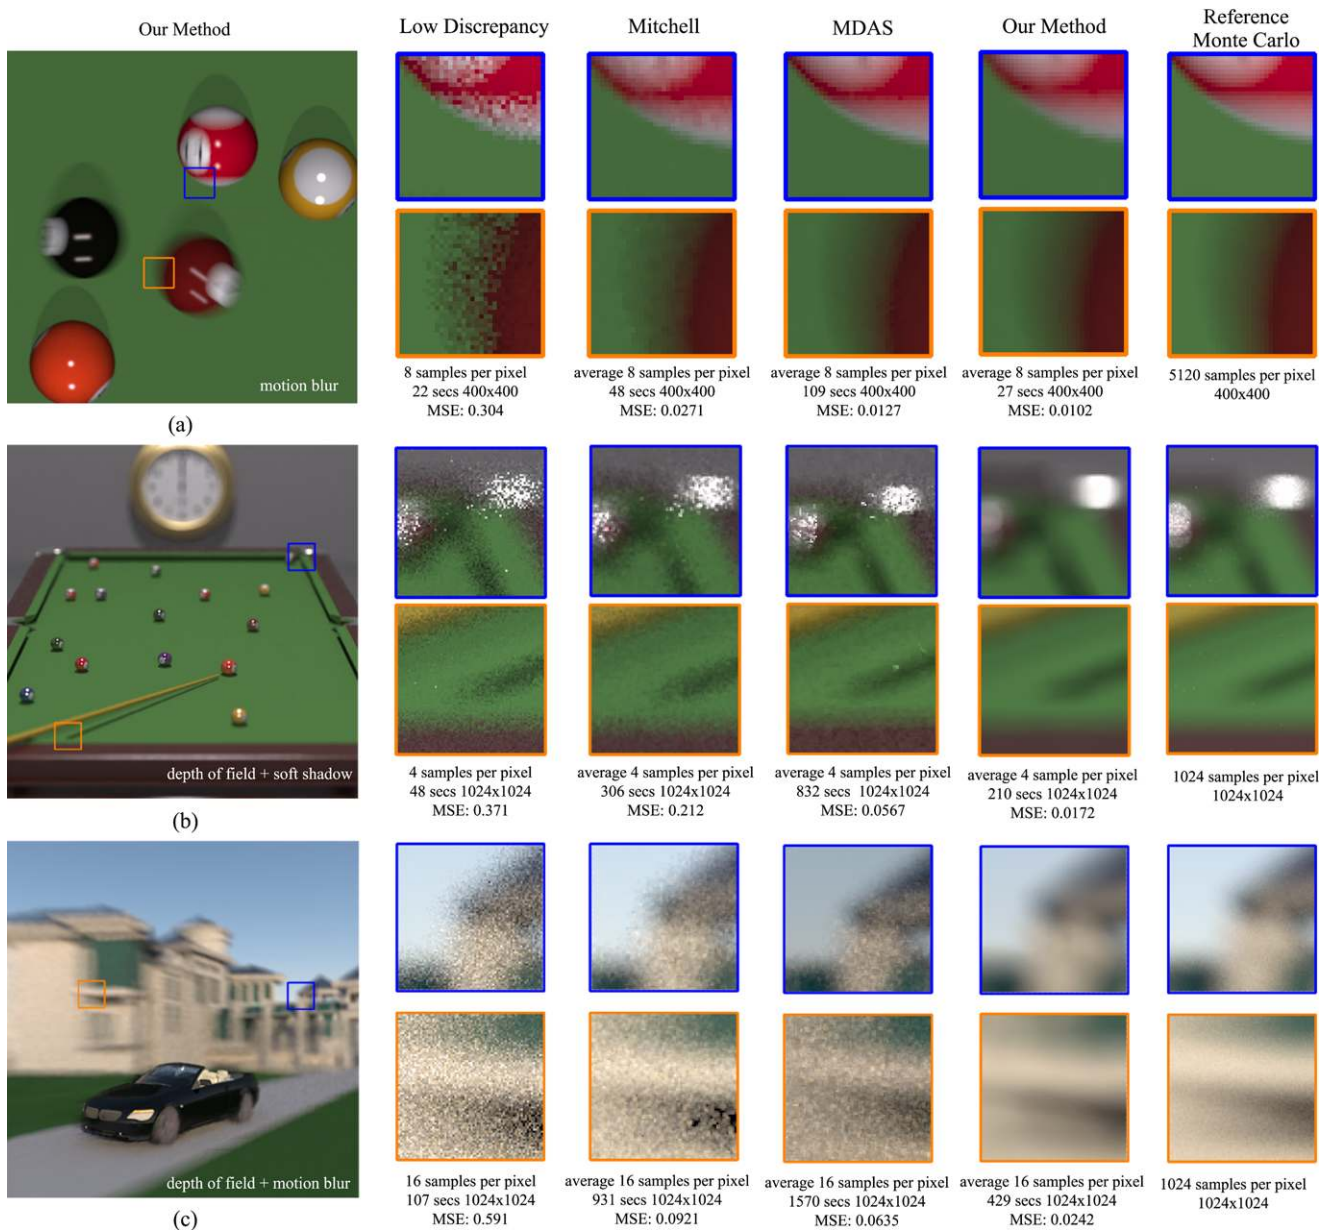 Our Method
Low Discrepancy
Mitchell
MDAS
Our Method
Reference
Monte Carlo
motion blur
8 samples per pixel
22 secs 400x400
MSE: 0.304
average 8 samples per pixel
48 secs 400x400
MSE: 0.0271
average 8 samples per pixel
109 secs 400x400
MSE: 0.0127
average 8 samples per pixel
27 secs 400x400
MSE: 0.0102
5120 samples per pixel
400x400
(a)
depth of field + soft shadow
4 samples per pixel
48 secs 1024x1024
MSE: 0.371
average 4 samples per pixel
306 secs 1024x1024
MSE: 0.212
average 4 samples per pixel
832 secs 1024x1024
MSE: 0.0567
average 4 sample per pixel
210 secs 1024x1024
MSE: 0.0172
1024 samples per pixel
1024x1024
(b)
depth of field + motion blur
16 samples per pixel
107 secs 1024x1024
MSE: 0.591
average 16 samples per pixel
931 secs 1024x1024
MSE: 0.0921
average 16 samples per pixel
1570 secs 1024x1024
MSE: 0.0635
average 16 samples per pixel
429 secs 1024x1024
MSE: 0.0242
1024 samples per pixel
1024x1024
(c)